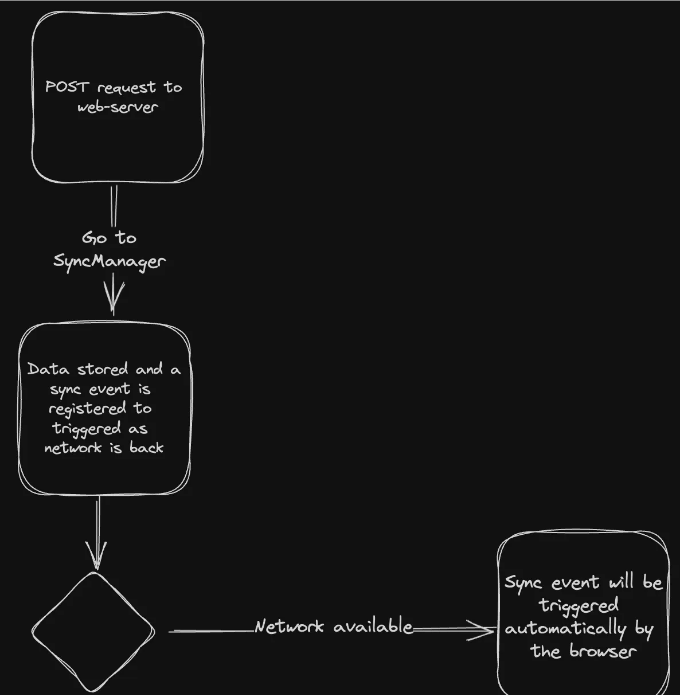 POST request to
web-server
Go to
SyncManager
Data stored and a
sync event is
registered to
triggered as
network is back
Network available
Sync event will be
triggered
automatically by
the browser